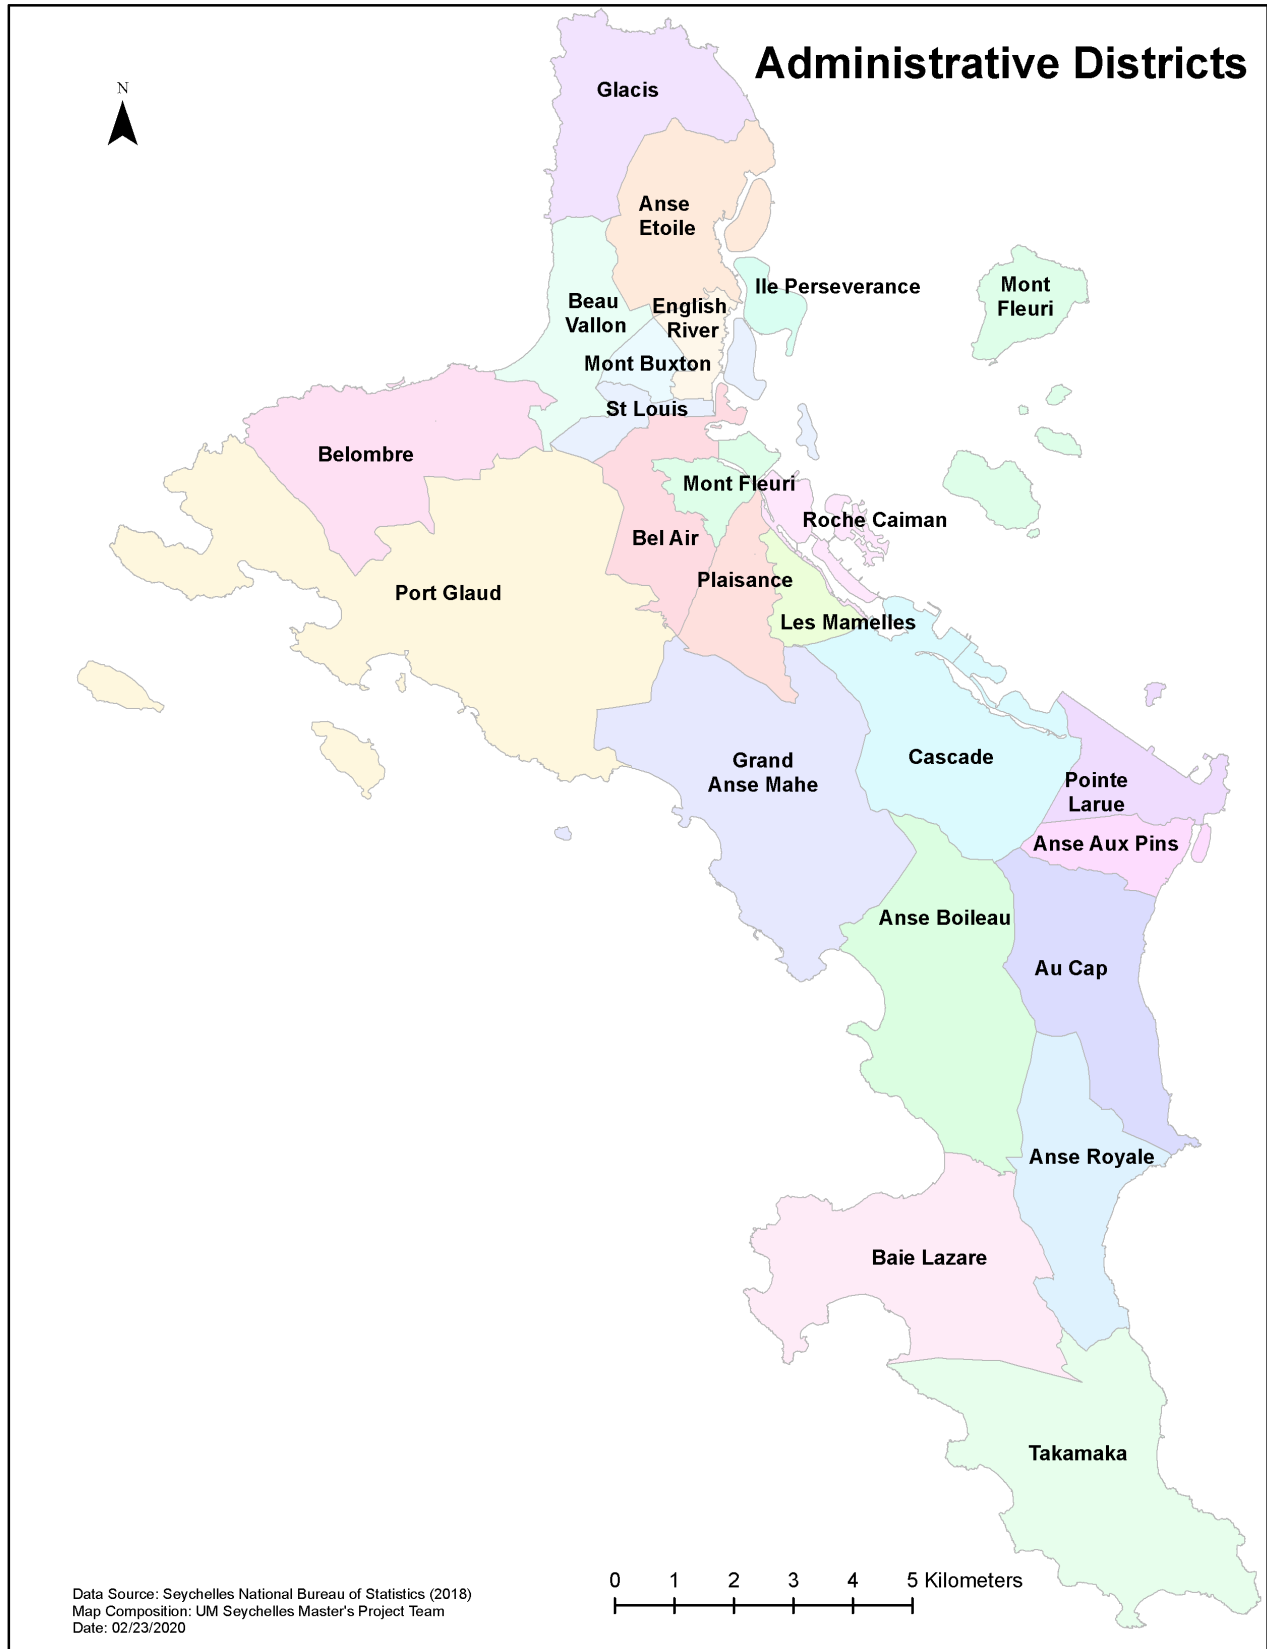 Administrative Districts
N
Glacis
Anse
Etoile
Ile Perseverance
Mont
Fleuri
Beau
Vallon
English
River
Mont Buxton
St Louis
Belombre
Mont Fleuri
Roche Caiman
Bel Air
Plaisance
Port Glaud
Les Mamelles
Grand
Anse Mahe
Cascade
Pointe
Larue
Anse Aux Pins
Anse Boileau
Au Cap
Anse Royale
Baie Lazare
Takamaka
0 1 2 3 4 5 Kilometers
Data Source: Seychelles National Bureau of Statistics (2018)
Map Composition: UM Seychelles Master's Project Team
Date: 02/23/2020